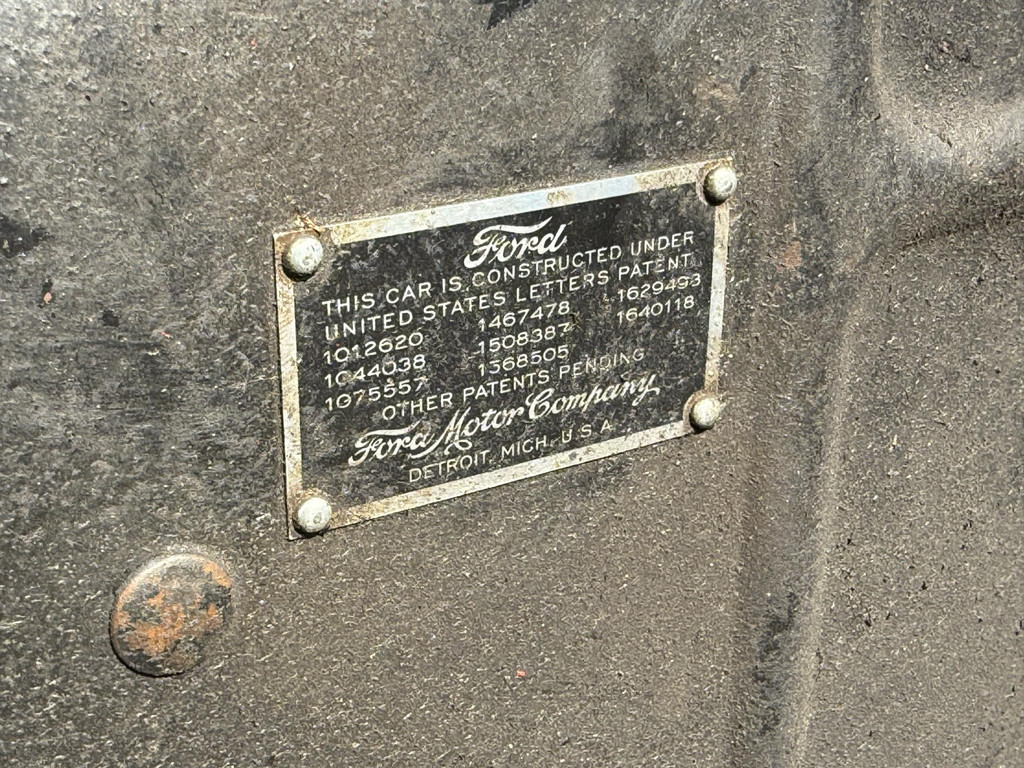 Ford
THIS CAR IS CONSTRUCTED UNDER
UNITED STATES LETTERS PATENT
1012620 1467478 1629493
1044038 1508387 1640118
1075557 1368505
OTHER PATENTS PENDING
Ford Motor Company
DETROIT, MICH. U.S.A.